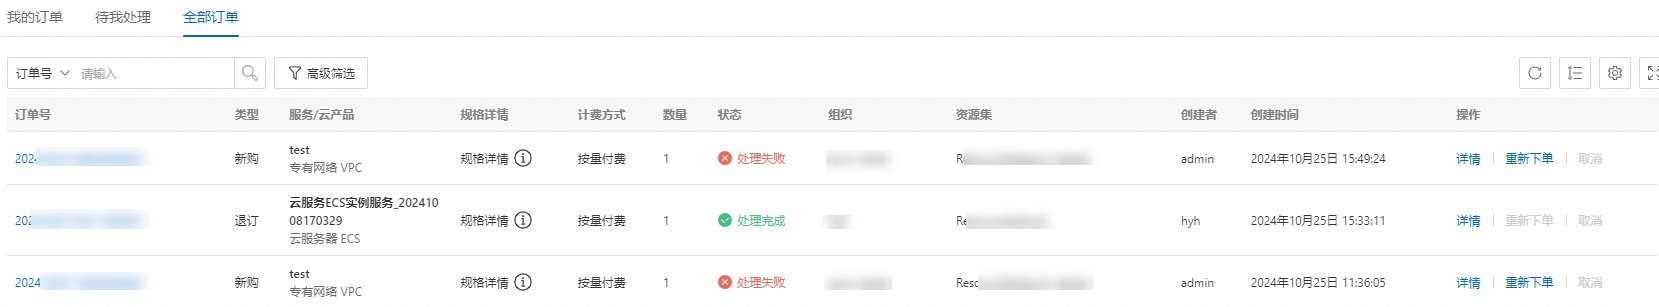 我的订单 待我处理 全部订单
订单号 请输入 高级筛选
订单号 类型 服务/云产品 规格详情 计费方式 数量 状态 组织 资源集 创建者 创建时间 操作
2024 新购 test 规格详情 按量付费 1 处理失败 R admin 2024年10月25日 15:49:24 详情 重新下单 取消
专有网络 VPC
云服务ECS实例服务_202410
202 退订 08170329 规格详情 按量付费 1 处理完成 Re hyh 2024年10月25日 15:33:11 详情 重新下单 取消
云服务器 ECS
2024 新购 test 规格详情 按量付费 1 处理失败 Resc admin 2024年10月25日 11:36:05 详情 重新下单 取消
专有网络 VPC